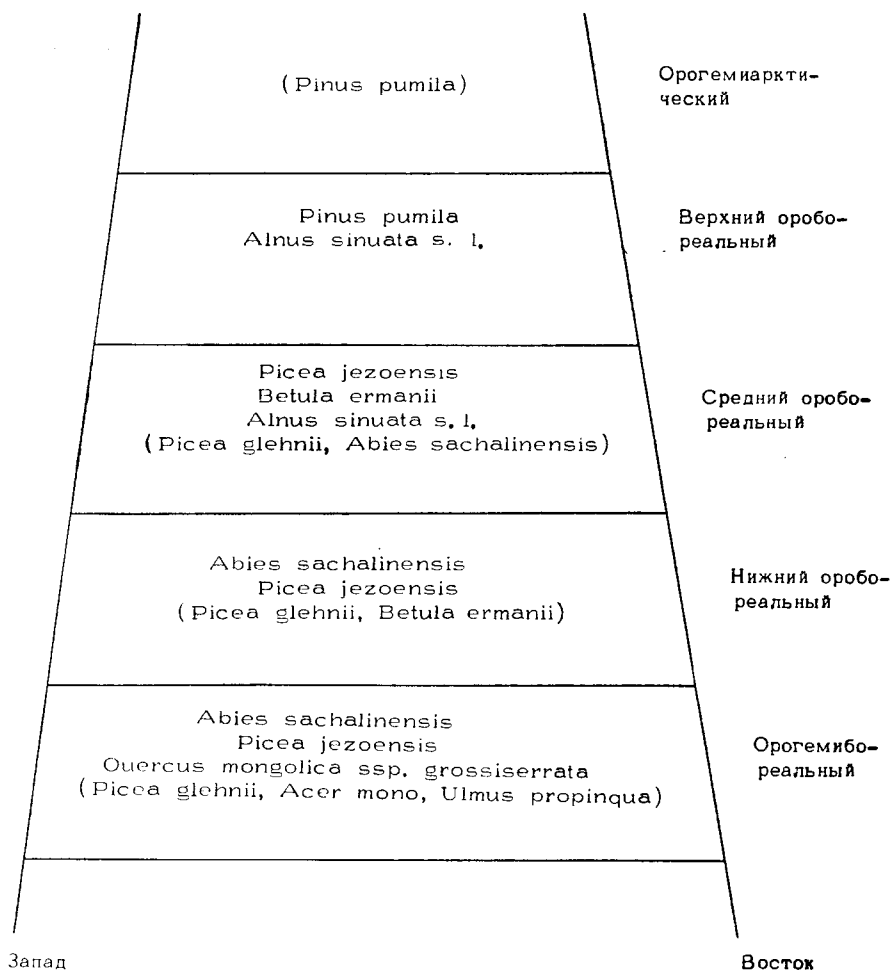 (Pinus pumila)
Орогемиаркти-
ческий
Pinus pumila
Alnus sinuata s. l.
Верхний оробо-
реальный
Picea jezoensis
Betula ermanii
Alnus sinuata s. l.
(Picea glehnii, Abies sachalinensis)
Средний оробо-
реальный
Abies sachalinensis
Picea jezoensis
(Picea glehnii, Betula ermanii)
Нижний оробо-
реальный
Abies sachalinensis
Picea jezoensis
Quercus mongolica ssp. grossiserrata
(Picea glehnii, Acer mono, Ulmus propinqua)
Орогемибо-
реальный
Запад
Восток